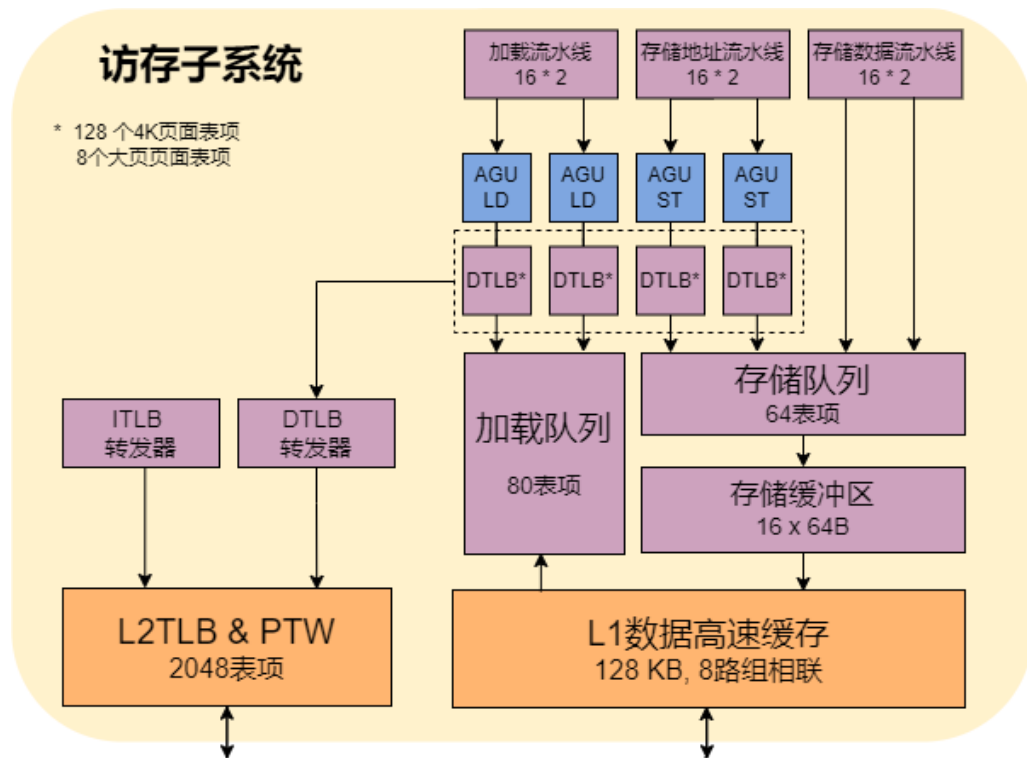 访存子系统
* 128 个4K页面表项
8个大页页面表项
加载流水线
16 * 2
存储地址流水线
16 * 2
存储数据流水线
16 * 2
AGU
LD
AGU
LD
AGU
ST
AGU
ST
DTLB*
DTLB*
DTLB*
DTLB*
ITLB
转发器
DTLB
转发器
加载队列
80表项
存储队列
64表项
存储缓冲区
16 x 64B
L2TLB & PTW
2048表项
L1数据高速缓存
128 KB, 8路组相联